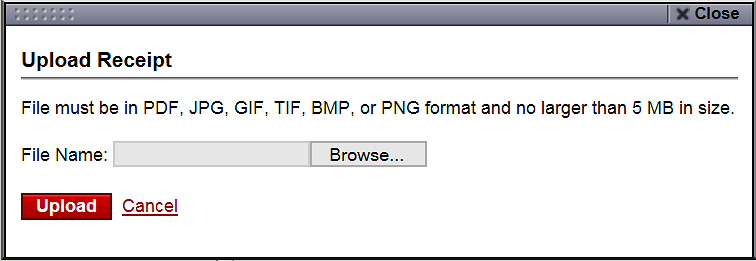 Close
Upload Receipt
File must be in PDF, JPG, GIF, TIF, BMP, or PNG format and no larger than 5 MB in size.
File Name: Browse...
Upload Cancel